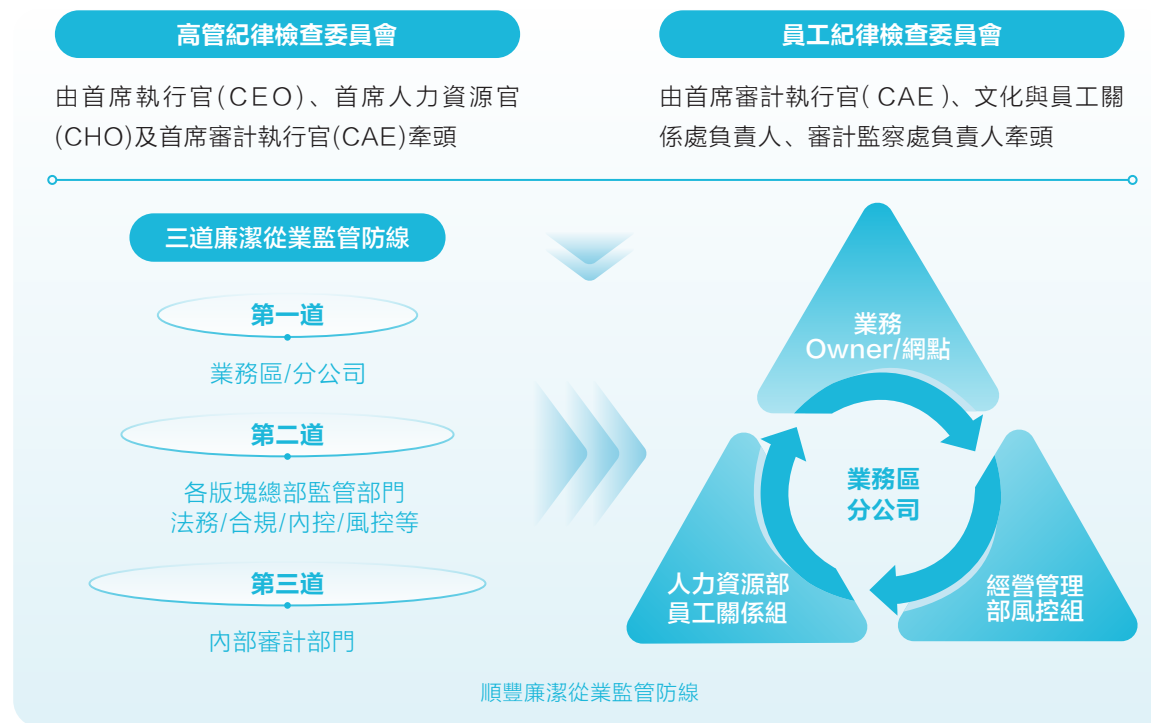 高管紀律檢查委員會
由首席執行官(CEO)、首席人力資源官
(CHO)及首席審計執行官(CAE)牽頭
員工紀律檢查委員會
由首席審計執行官( CAE )、文化與員工關
係處負責人、審計監察處負責人牽頭
三道廉潔從業監管防線
第一道
業務區/分公司
第二道
各版塊總部監管部門
法務/合規/內控/風控等
第三道
內部審計部門
業務
Owner/網點
業務區
分公司
人力資源部
員工關係組
經營管理
部風控組
順豐廉潔從業監管防線